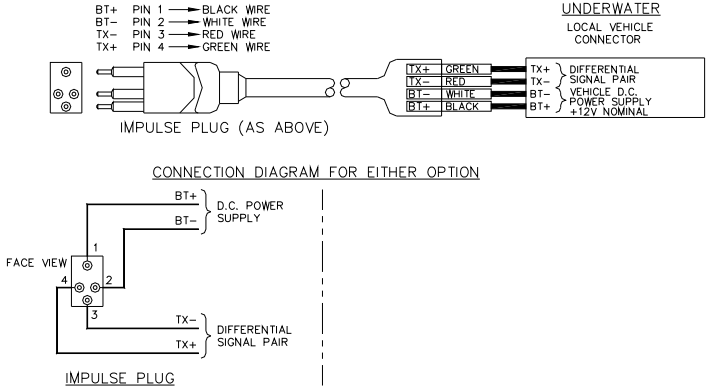 BT+ PIN 1 BLACK WIRE
BT- PIN 2 WHITE WIRE
TX- PIN 3 RED WIRE
TX+ PIN 4 GREEN WIRE
UNDERWATER
LOCAL VEHICLE
CONNECTOR
TX+ GREEN TX+
TX- RED TX-
BT- WHITE BT-
BT+ BLACK BT+
DIFFERENTIAL
SIGNAL PAIR
VEHICLE D.C.
POWER SUPPLY
+12V NOMINAL
IMPULSE PLUG (AS ABOVE)
CONNECTION DIAGRAM FOR EITHER OPTION
BT+
BT-
D.C. POWER
SUPPLY
FACE VIEW
1
4
2
3
TX-
TX+
DIFFERENTIAL
SIGNAL PAIR
IMPULSE PLUG